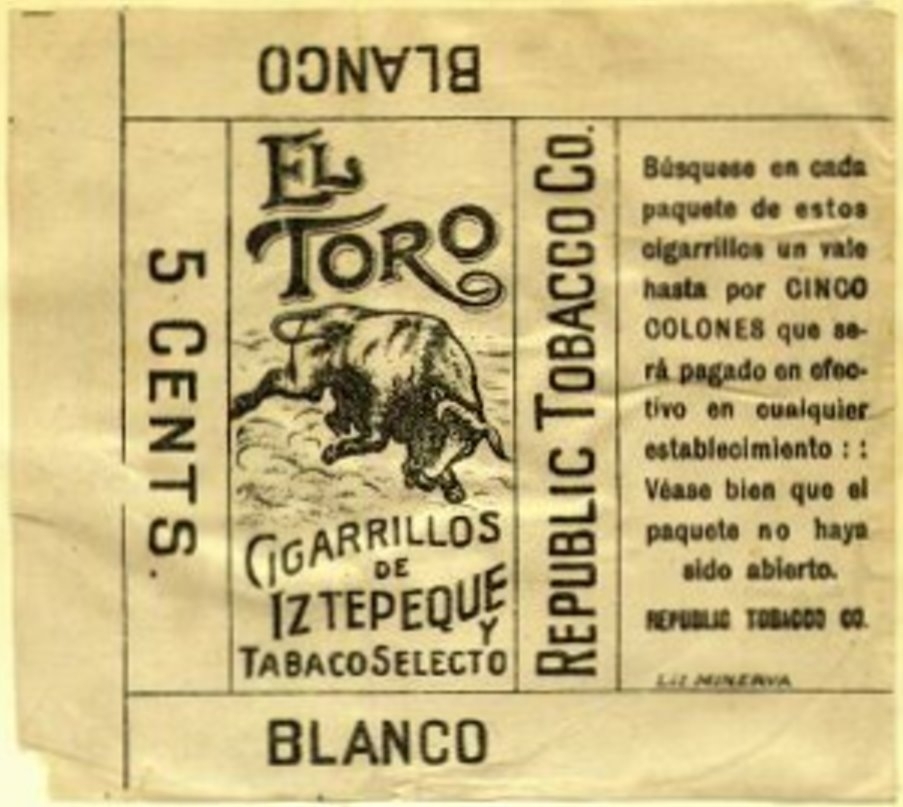 BLANCO
5 CENTS.
EL
TORO
CIGARRILLOS
DE
IZTEPEQUE
Y
TABACO SELECTO
REPUBLIC TOBACCO CO.
Búsquese en cada
paquete de estos
cigarrillos un vale
hasta por CINCO
COLONES que se-
rá pagado en efec-
tivo en cualquier
establecimiento : :
Véase bien que el
paquete no haya
sido abierto.
REPUBLIC TOBACCO CO.
LIT MINERVA
BLANCO